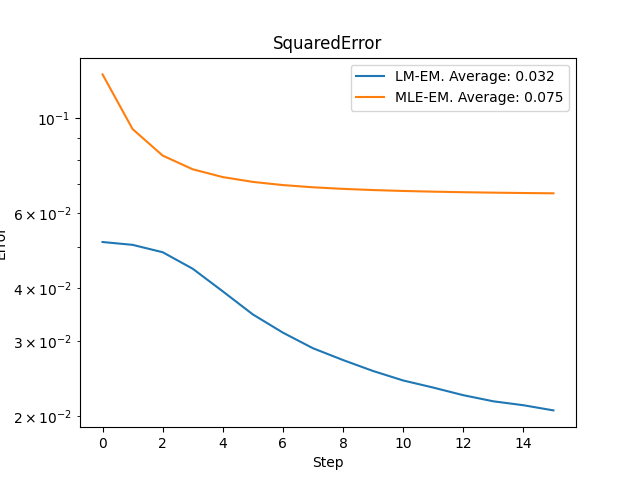 SquaredError
LM-EM. Average: 0.032
MLE-EM. Average: 0.075
10⁻¹
6 × 10⁻²
4 × 10⁻²
3 × 10⁻²
2 × 10⁻²
Error
0 2 4 6 8 10 12 14
Step